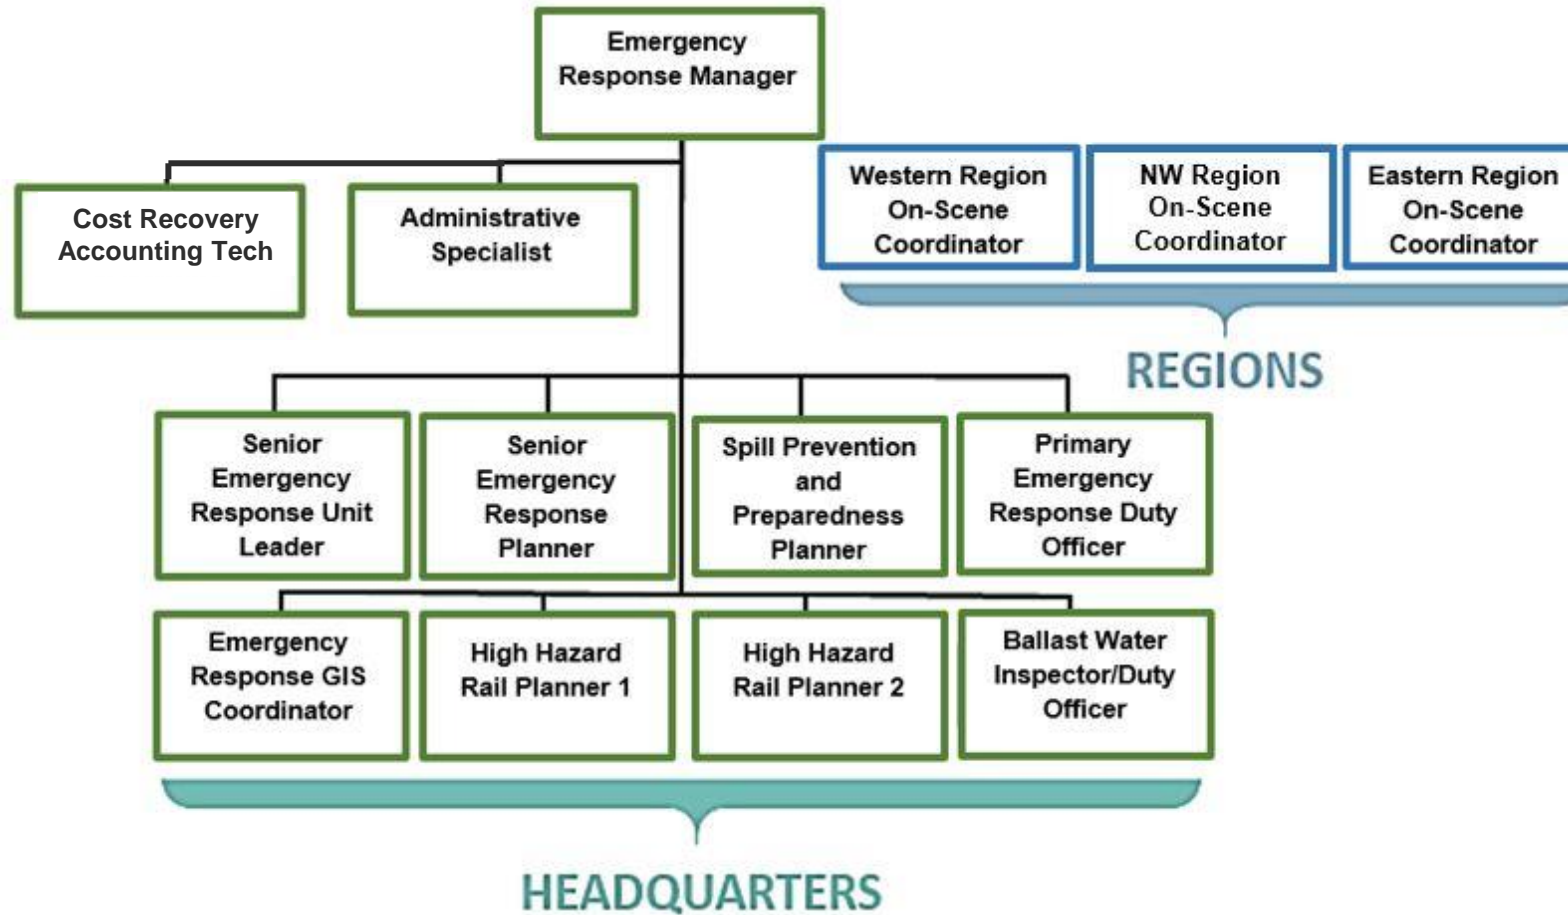 Emergency
Response Manager
Cost Recovery
Accounting Tech
Administrative
Specialist
Western Region
On-Scene
Coordinator
NW Region
On-Scene
Coordinator
Eastern Region
On-Scene
Coordinator
REGIONS
Senior
Emergency
Response Unit
Leader
Senior
Emergency
Response
Planner
Spill Prevention
and
Preparedness
Planner
Primary
Emergency
Response Duty
Officer
Emergency
Response GIS
Coordinator
High Hazard
Rail Planner 1
High Hazard
Rail Planner 2
Ballast Water
Inspector/Duty
Officer
HEADQUARTERS